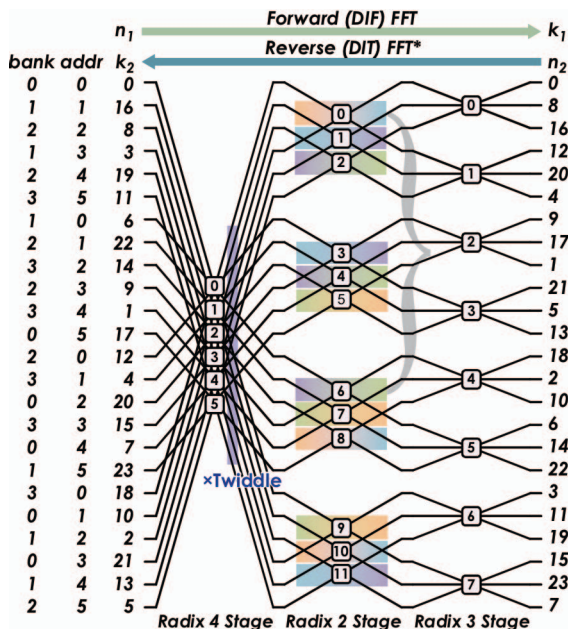 n1 Forward (DIF) FFT k1
bank addr k2 Reverse (DIT) FFT* n2
0 0 0 0
1 1 16 0 0 8
2 2 8 1 16
1 3 3 2 12
2 4 19 1 20
3 5 11 4
1 0 6 9
2 1 22 3 2 17
3 2 14 4 1
2 3 9 0 5 21
3 4 1 1 3 5
0 5 17 2 13
2 0 12 3 18
3 1 4 4 6 4 2
0 2 20 5 7 10
3 3 15 8 6
0 4 7 5 14
1 5 23 22
×Twiddle
3 0 18 3
0 1 10 9 6 11
1 2 2 10 19
0 3 21 11 15
1 4 13 7 23
2 5 5 7
Radix 4 Stage Radix 2 Stage Radix 3 Stage